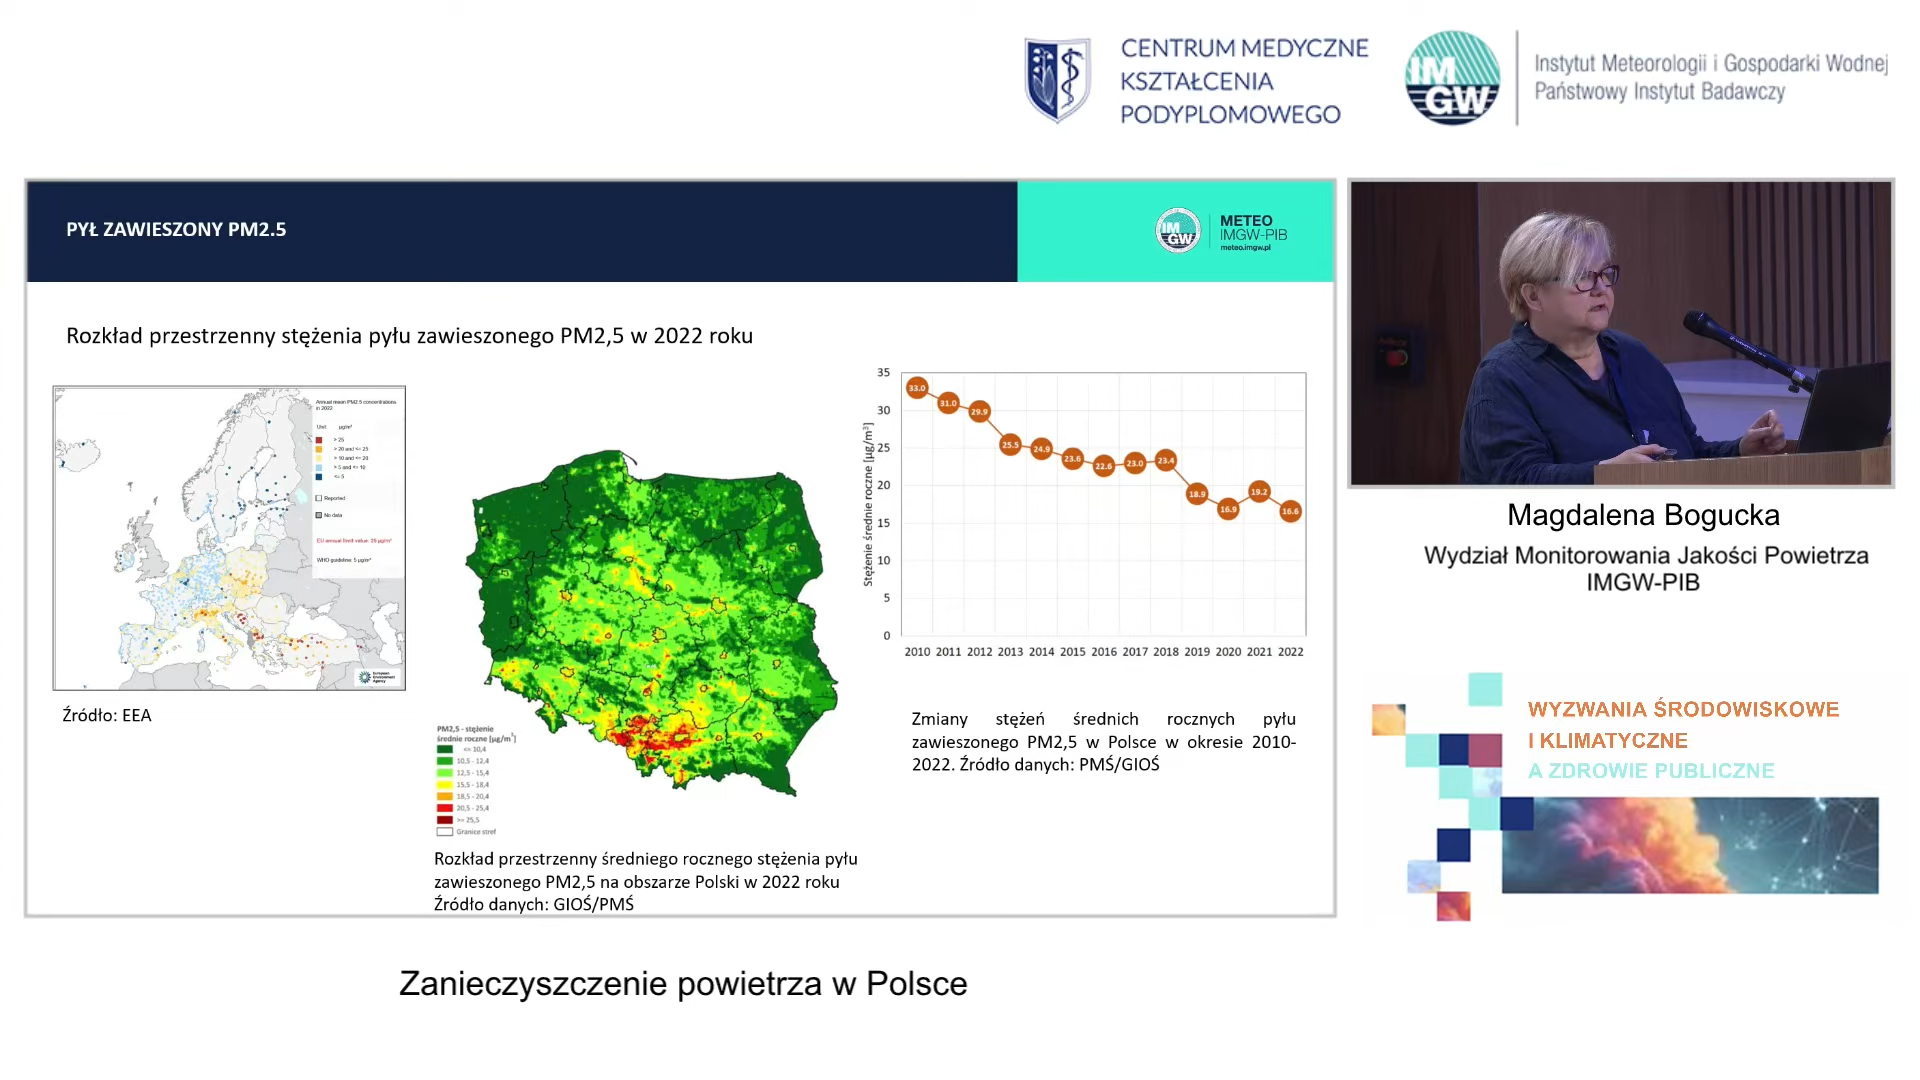 CENTRUM MEDYCZNE
KSZTAŁCENIA
PODYPLOMOWEGO
IM
GW
Instytut Meteorologii i Gospodarki Wodnej
Państwowy Instytut Badawczy
PYŁ ZAWIESZONY PM2.5
IM
GW
METEO
IMGW-PIB
meteo.imgw.pl
Rozkład przestrzenny stężenia pyłu zawieszonego PM2,5 w 2022 roku
Annual mean PM2.5 concentrations
in 2022
Unit: µg/m³
> 25
> 20 and <= 25
> 10 and <= 20
> 5 and <= 10
<= 5
Reported
No data
EU annual limit value: 25 µg/m³
WHO guideline: 5 µg/m³
European
Environment
Agency
Źródło: EEA
PM2,5 - stężenie
średnie roczne [µg/m³]
<= 10,4
10,5 - 12,4
12,5 - 15,4
15,5 - 18,4
18,5 - 20,4
20,5 - 25,4
>= 25,5
Granice stref
Rozkład przestrzenny średniego rocznego stężenia pyłu
zawieszonego PM2,5 na obszarze Polski w 2022 roku
Źródło danych: GIOŚ/PMŚ
Stężenie średnie roczne [µg/m³]
35
30
25
20
15
10
5
0
33.0
31.0
29.9
25.5
24.9
23.6
22.6
23.0
23.4
18.9
16.9
19.2
16.6
2010 2011 2012 2013 2014 2015 2016 2017 2018 2019 2020 2021 2022
Zmiany stężeń średnich rocznych pyłu
zawieszonego PM2,5 w Polsce w okresie 2010-
2022. Źródło danych: PMŚ/GIOŚ
Magdalena Bogucka
Wydział Monitorowania Jakości Powietrza
IMGW-PIB
WYZWANIA ŚRODOWISKOWE
I KLIMATYCZNE
A ZDROWIE PUBLICZNE
Zanieczyszczenie powietrza w Polsce